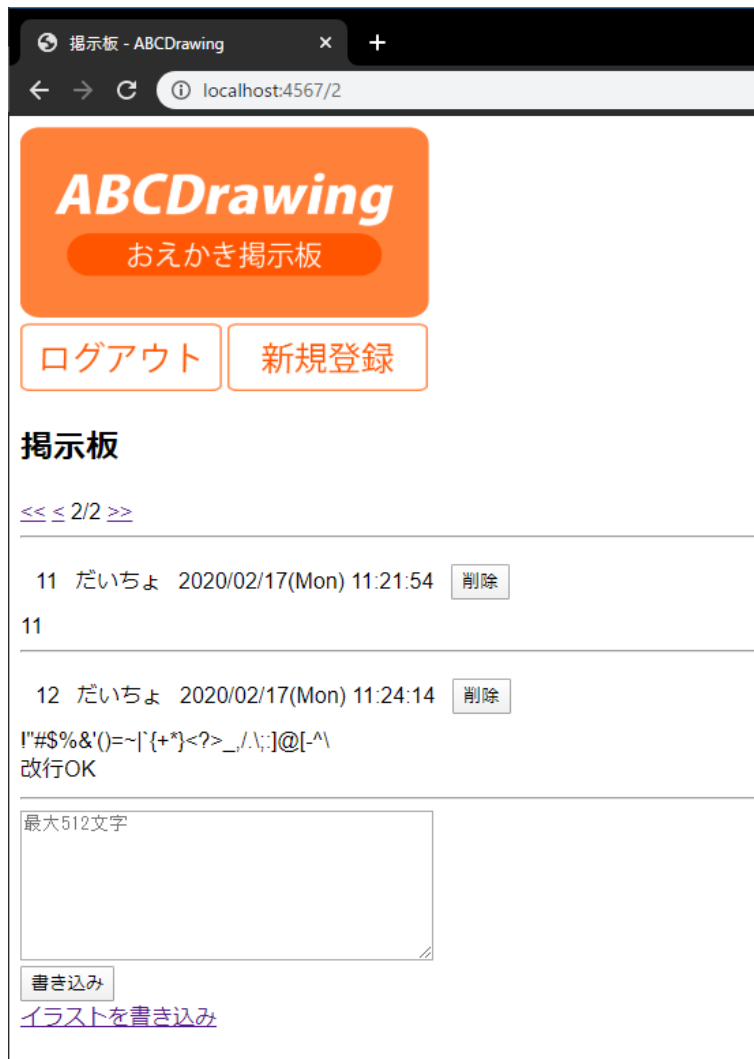 掲示板 - ABCDrawing
localhost:4567/2
ABCDrawing
おえかき掲示板
ログアウト 新規登録
掲示板
<< < 2/2 >>
11 だいちょ 2020/02/17(Mon) 11:21:54 削除
11
12 だいちょ 2020/02/17(Mon) 11:24:14 削除
!"#$%&'()=~|`{+*}<?>_,/.\;:]@[-^\
改行OK
最大512文字
書き込み
イラストを書き込み